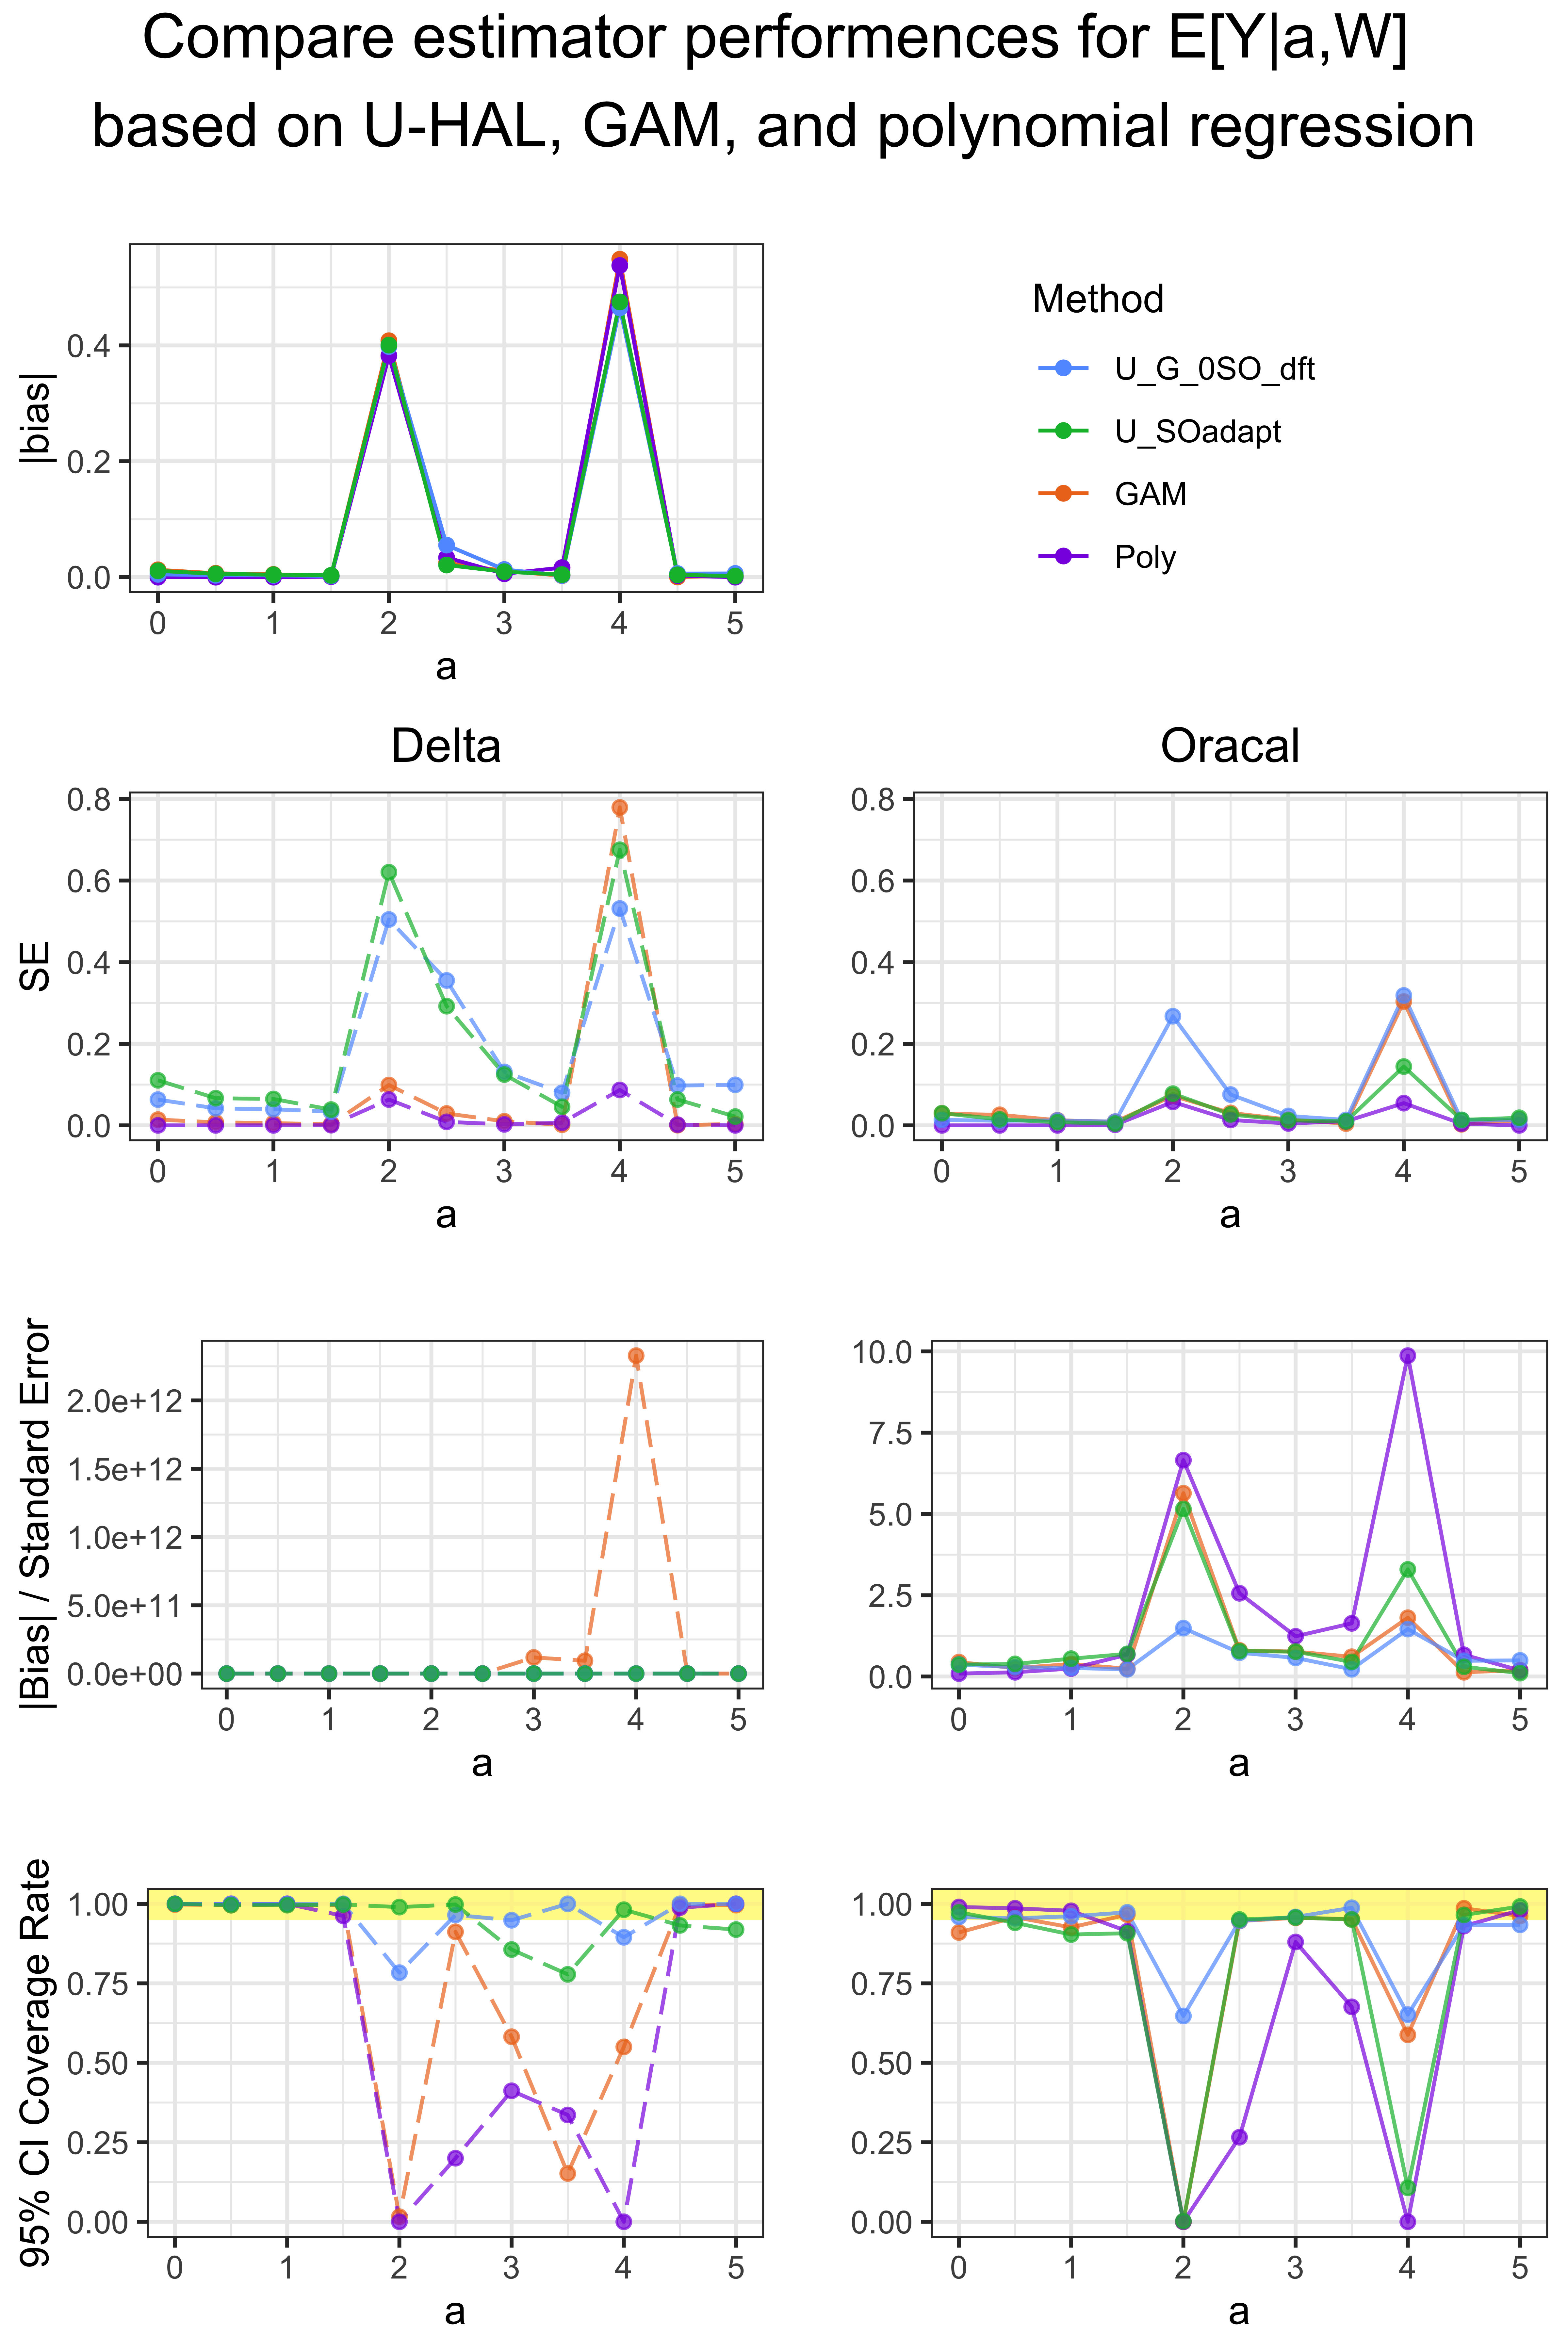 Compare estimator performences for E[Y|a,W]
based on U-HAL, GAM, and polynomial regression
|bias|
0.4
0.2
0.0
0 1 2 3 4 5
a
Method
U_G_0SO_dft
U_SOadapt
GAM
Poly
Delta
SE
0.8
0.6
0.4
0.2
0.0
0 1 2 3 4 5
a
Oracal
0.8
0.6
0.4
0.2
0.0
0 1 2 3 4 5
a
|Bias| / Standard Error
2.0e+12
1.5e+12
1.0e+12
5.0e+11
0.0e+00
0 1 2 3 4 5
a
10.0
7.5
5.0
2.5
0.0
0 1 2 3 4 5
a
95% CI Coverage Rate
1.00
0.75
0.50
0.25
0.00
0 1 2 3 4 5
a
1.00
0.75
0.50
0.25
0.00
0 1 2 3 4 5
a